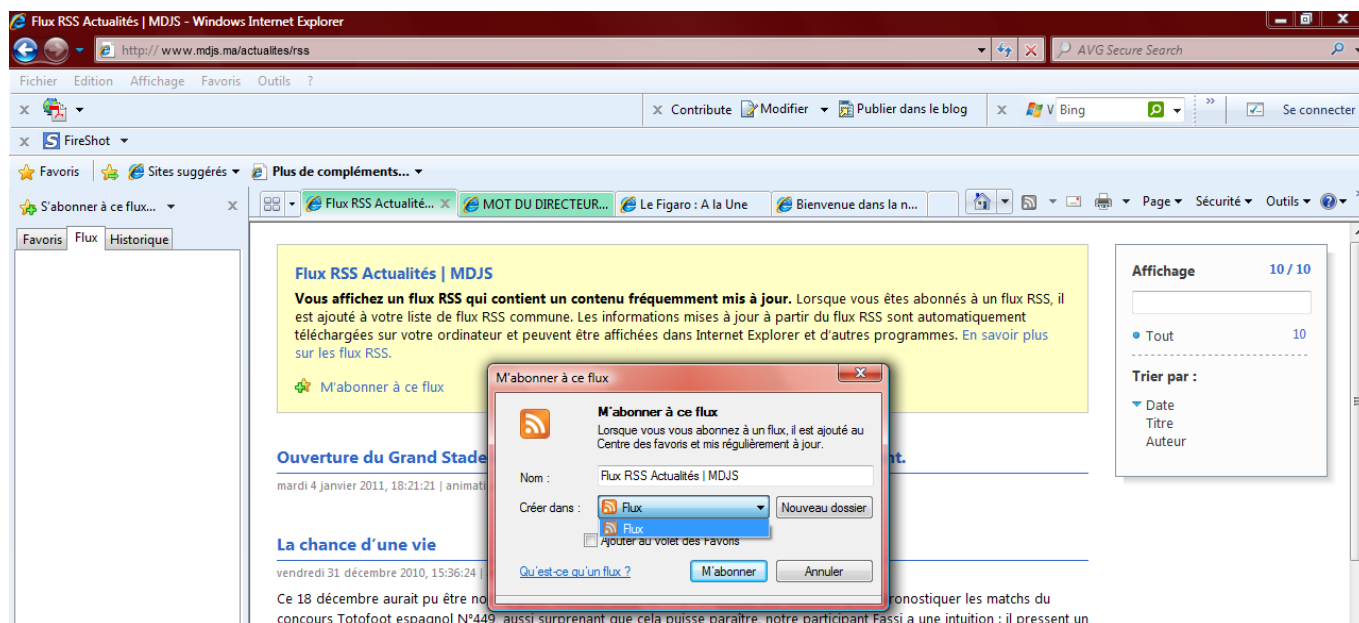 Flux RSS Actualités | MDJS - Windows Internet Explorer
http://www.mdjs.ma/actualites/rss
AVG Secure Search
Fichier Edition Affichage Favoris Outils ?
x Contribute Modifier Publier dans le blog x V Bing » Se connecter
x FireShot
Favoris Sites suggérés Plus de compléments...
S'abonner à ce flux... x
Flux RSS Actualité... x MOT DU DIRECTEUR... Le Figaro : A la Une Bienvenue dans la n...
Page Sécurité Outils
Favoris Flux Historique
Flux RSS Actualités | MDJS
Vous affichez un flux RSS qui contient un contenu fréquemment mis à jour. Lorsque vous êtes abonnés à un flux RSS, il
est ajouté à votre liste de flux RSS commune. Les informations mises à jour à partir du flux RSS sont automatiquement
téléchargées sur votre ordinateur et peuvent être affichées dans Internet Explorer et d'autres programmes. En savoir plus
sur les flux RSS.
M'abonner à ce flux
Affichage 10 / 10
Tout 10
Trier par :
Date
Titre
Auteur
M'abonner à ce flux
M'abonner à ce flux
Lorsque vous vous abonnez à un flux, il est ajouté au
Centre des favoris et mis régulièrement à jour.
Nom : Flux RSS Actualités | MDJS
Créer dans : Flux Nouveau dossier
Flux
Ajouter au volet des Favoris
Qu'est-ce qu'un flux ? M'abonner Annuler
Ouverture du Grand Stade
mardi 4 janvier 2011, 18:21:21 | animati
La chance d'une vie
vendredi 31 décembre 2010, 15:36:24 |
Ce 18 décembre aurait pu être no ronostiquer les matchs du
concours Totofoot espagnol N°449, aussi surprenant que cela puisse paraître, notre participant Fassi a une intuition : il pressent un